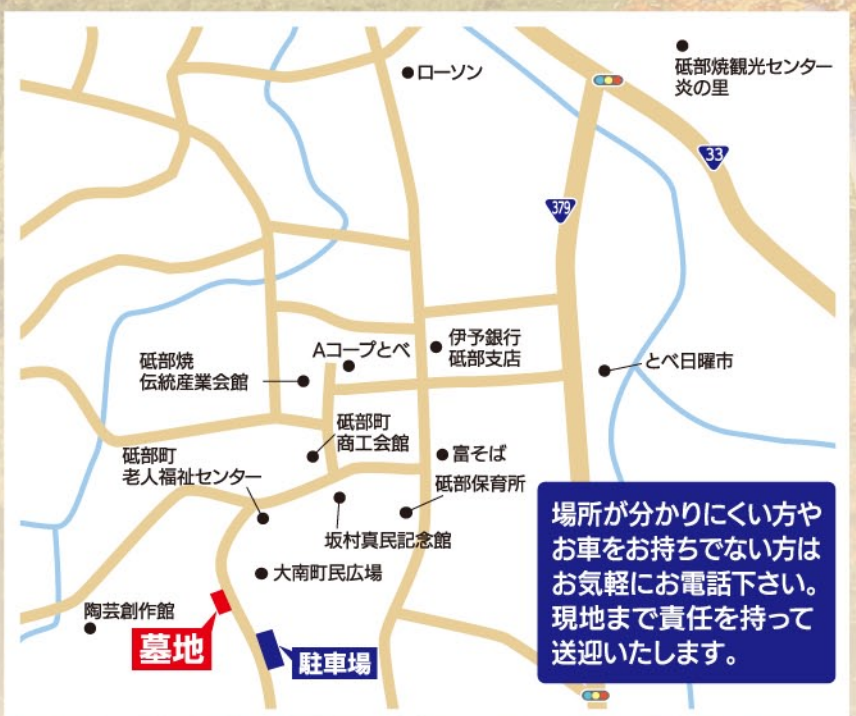 ローソン
砥部焼観光センター
炎の里
33
379
伊予銀行
砥部支店
Aコープとべ
砥部焼
伝統産業会館
とべ日曜市
砥部町
商工会館
富そば
砥部町
老人福祉センター
砥部保育所
坂村真民記念館
大南町民広場
陶芸創作館
墓地
駐車場
場所が分かりにくい方や
お車をお持ちでない方は
お気軽にお電話下さい。
現地まで責任を持って
送迎いたします。